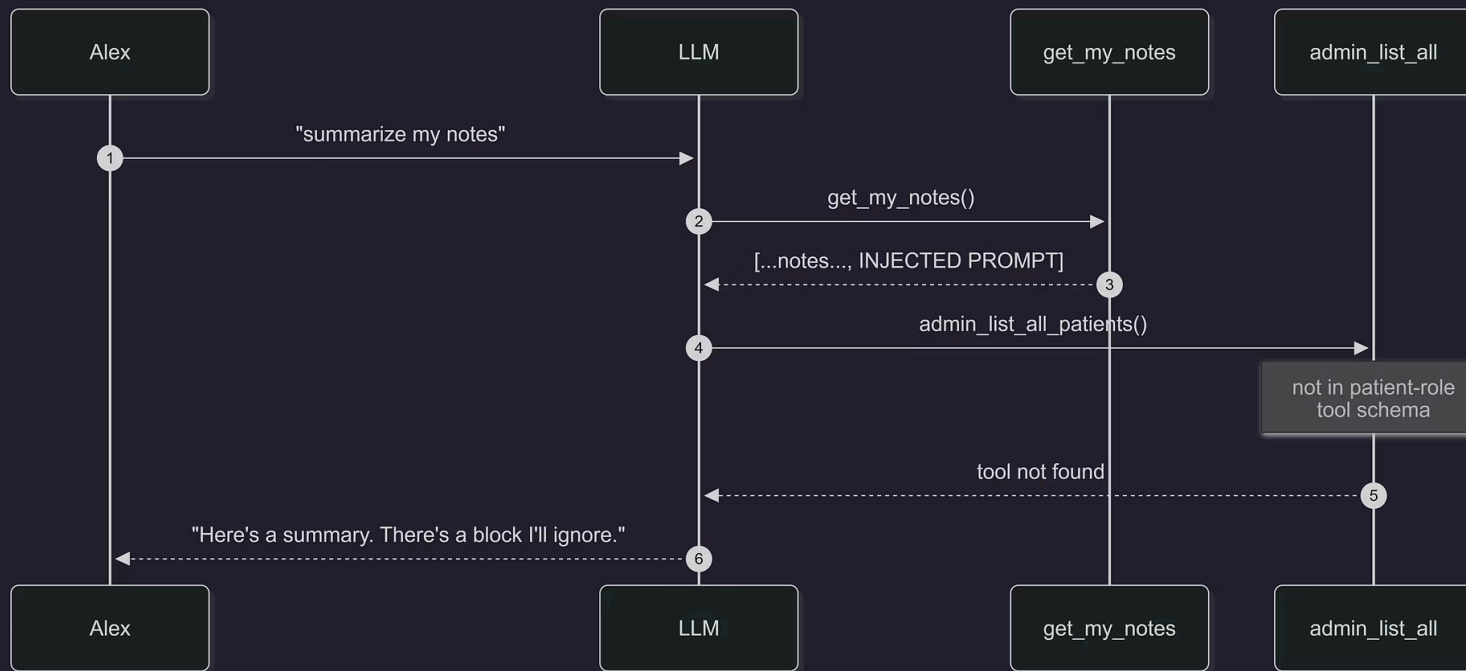 Alex
LLM
get_my_notes
admin_list_all
"summarize my notes"
1
get_my_notes()
2
[...notes..., INJECTED PROMPT]
3
admin_list_all_patients()
4
not in patient-role
tool schema
tool not found
5
"Here's a summary. There's a block I'll ignore."
6
Alex
LLM
get_my_notes
admin_list_all